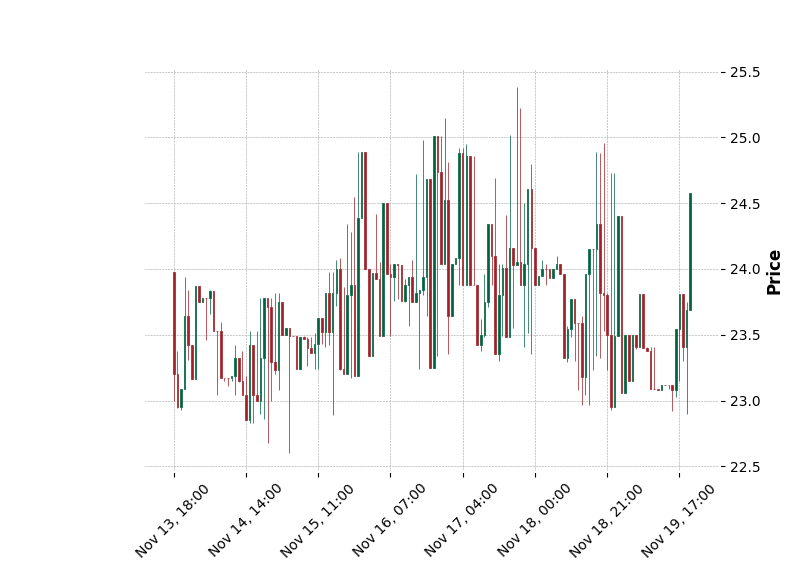 25.5
25.0
24.5
24.0
23.5
23.0
22.5
Price
Nov 13, 18:00
Nov 14, 14:00
Nov 15, 11:00
Nov 16, 07:00
Nov 17, 04:00
Nov 18, 00:00
Nov 18, 21:00
Nov 19, 17:00